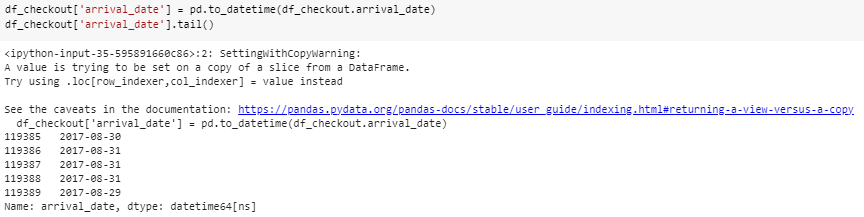 df_checkout['arrival_date'] = pd.to_datetime(df_checkout.arrival_date)
df_checkout['arrival_date'].tail()
<ipython-input-35-595891660c86>:2: SettingWithCopyWarning:
A value is trying to be set on a copy of a slice from a DataFrame.
Try using .loc[row_indexer,col_indexer] = value instead
See the caveats in the documentation: https://pandas.pydata.org/pandas-docs/stable/user_guide/indexing.html#returning-a-view-versus-a-copy
  df_checkout['arrival_date'] = pd.to_datetime(df_checkout.arrival_date)
119385   2017-08-30
119386   2017-08-31
119387   2017-08-31
119388   2017-08-31
119389   2017-08-29
Name: arrival_date, dtype: datetime64[ns]